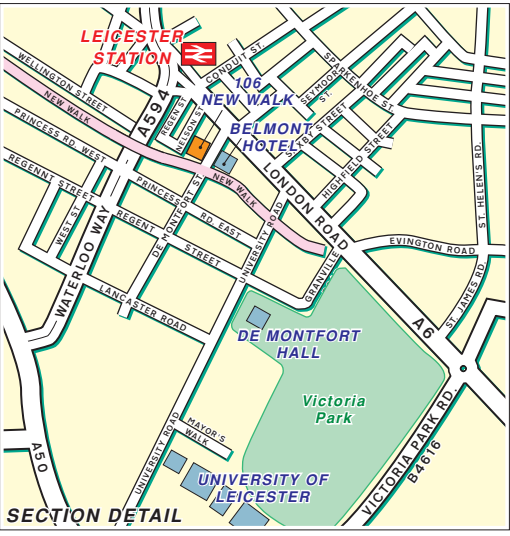 LEICESTER
STATION
CONDUIT ST.
SPARKENHOE ST.
WELLINGTON STREET
106
NEW WALK
SEYMOUR
ST.
A594
REGENT ST
NELSON ST
NEW WALK
BELMONT
HOTEL
PRINCESS RD. WEST
HIGHFIELD STREET
LONDON ROAD
REGENNT STREET
NEW WALK
ST. HELEN'S RD.
PRINCESS
RD. EAST
DE MONTFORT S
WEST ST
REGENT
STREET
UNIVERSITY ROAD
EVINGTON ROAD
WATERLOO WAY
GRANVILLE
ST. JAMES RD.
LANCASTER ROAD
A6
DE MONTFORT
HALL
Victoria
Park
MAYOR'S
WALK
UNIVERSITY ROAD
A50
VICTORIA PARK RD.
B4616
UNIVERSITY OF
LEICESTER
SECTION DETAIL